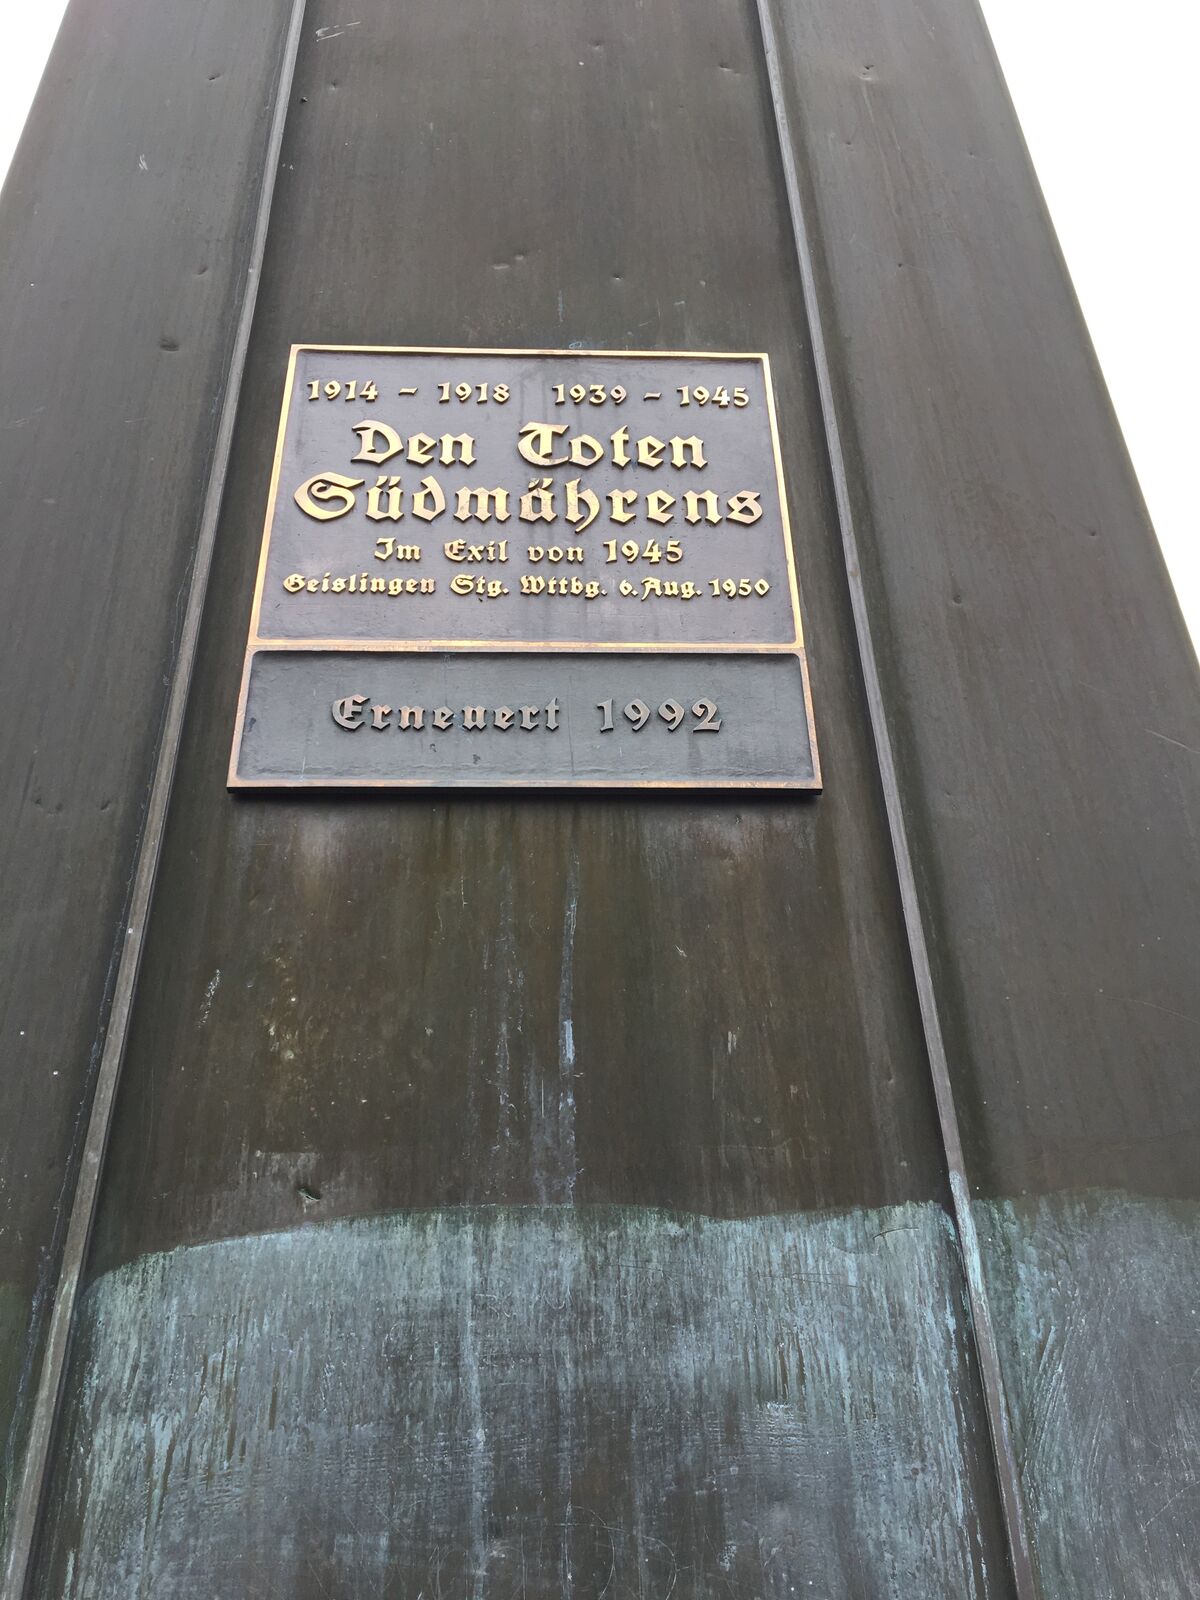 1914 - 1918 1939 - 1945
Den Toten
Südmährens
Im Exil von 1945
Geislingen Stg. Wttbg. 6. Aug. 1950
Erneuert 1992